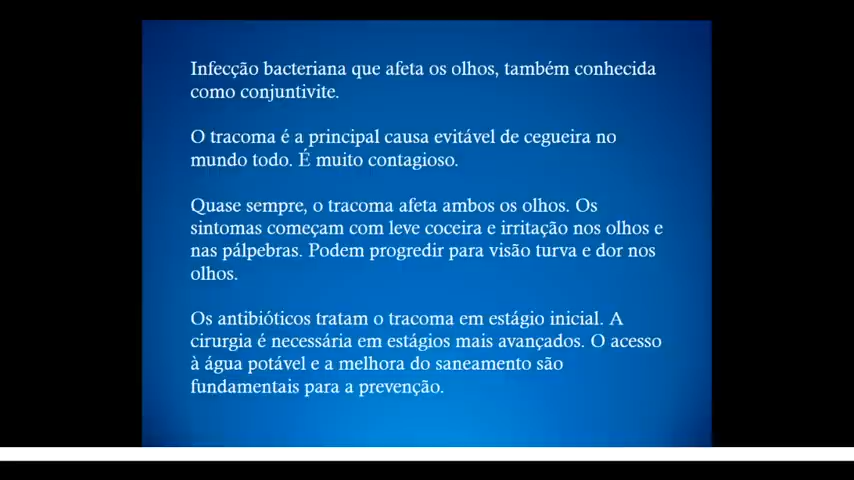 Infecção bacteriana que afeta os olhos, também conhecida
como conjuntivite.
O tracoma é a principal causa evitável de cegueira no
mundo todo. É muito contagioso.
Quase sempre, o tracoma afeta ambos os olhos. Os
sintomas começam com leve coceira e irritação nos olhos e
nas pálpebras. Podem progredir para visão turva e dor nos
olhos.
Os antibióticos tratam o tracoma em estágio inicial. A
cirurgia é necessária em estágios mais avançados. O acesso
à água potável e a melhora do saneamento são
fundamentais para a prevenção.